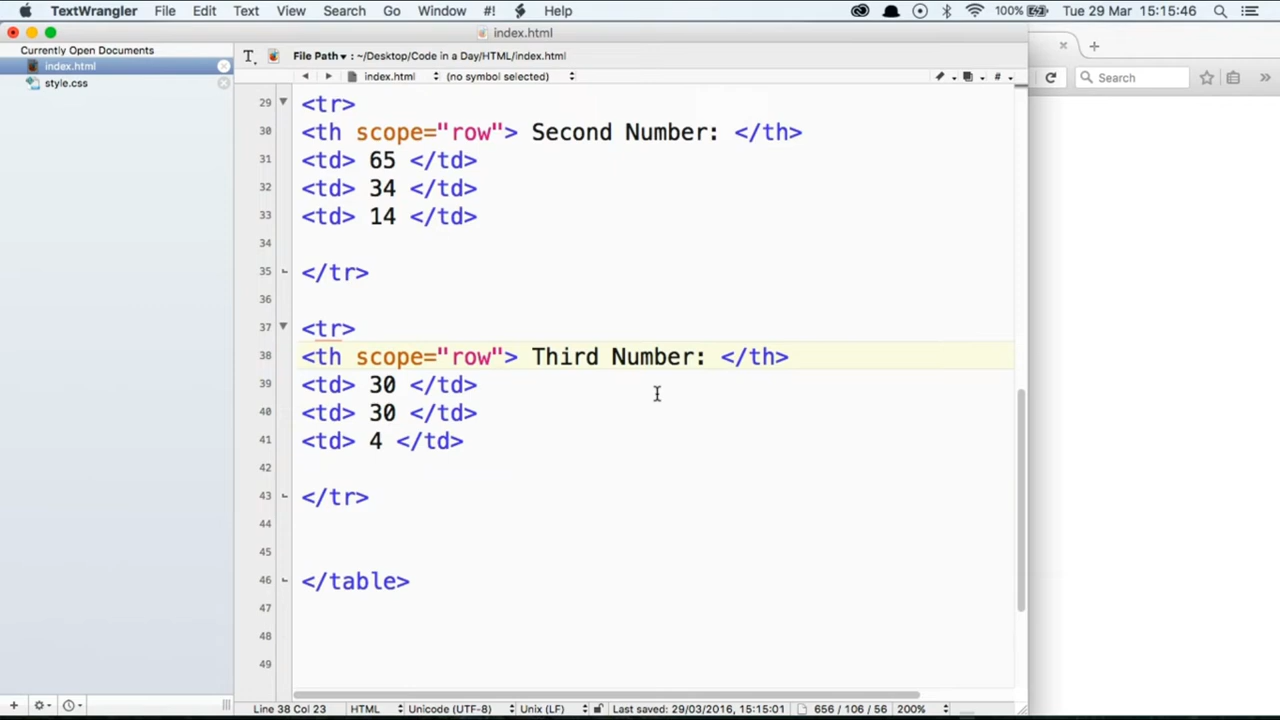 TextWrangler File Edit Text View Search Go Window #! Help 100% Tue 29 Mar 15:15:46
index.html
Currently Open Documents
index.html
style.css
File Path : ~/Desktop/Code in a Day/HTML/index.html
index.html (no symbol selected) #
Search
29 <tr>
30 <th scope="row"> Second Number: </th>
31 <td> 65 </td>
32 <td> 34 </td>
33 <td> 14 </td>
34
35 </tr>
36
37 <tr>
38 <th scope="row"> Third Number: </th>
39 <td> 30 </td>
40 <td> 30 </td>
41 <td> 4 </td>
42
43 </tr>
44
45
46 </table>
47
48
49
Line 38 Col 23 HTML Unicode (UTF-8) Unix (LF) Last saved: 29/03/2016, 15:15:01 656 / 106 / 56 200%